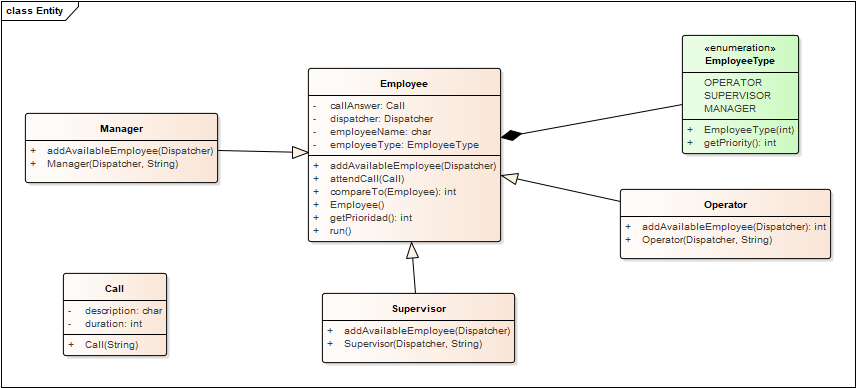 class Entity
«enumeration»
EmployeeType
OPERATOR
SUPERVISOR
MANAGER
+ EmployeeType(int)
+ getPriority(): int
Employee
- callAnswer: Call
- dispatcher: Dispatcher
- employeeName: char
- employeeType: EmployeeType
+ addAvailableEmployee(Dispatcher)
+ attendCall(Call)
+ compareTo(Employee): int
+ Employee()
+ getPrioridad(): int
+ run()
Manager
+ addAvailableEmployee(Dispatcher)
+ Manager(Dispatcher, String)
Operator
+ addAvailableEmployee(Dispatcher): int
+ Operator(Dispatcher, String)
Call
- description: char
- duration: int
+ Call(String)
Supervisor
+ addAvailableEmployee(Dispatcher)
+ Supervisor(Dispatcher, String)